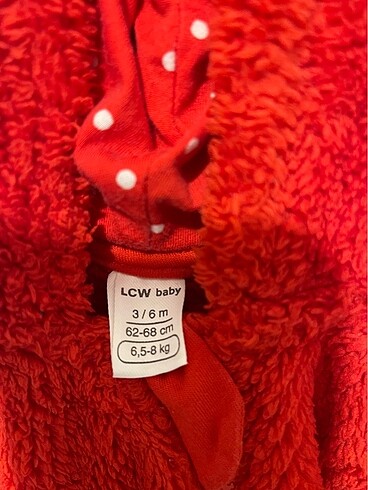 LCW baby
3 / 6 m
62-68 cm
6,5-8 kg